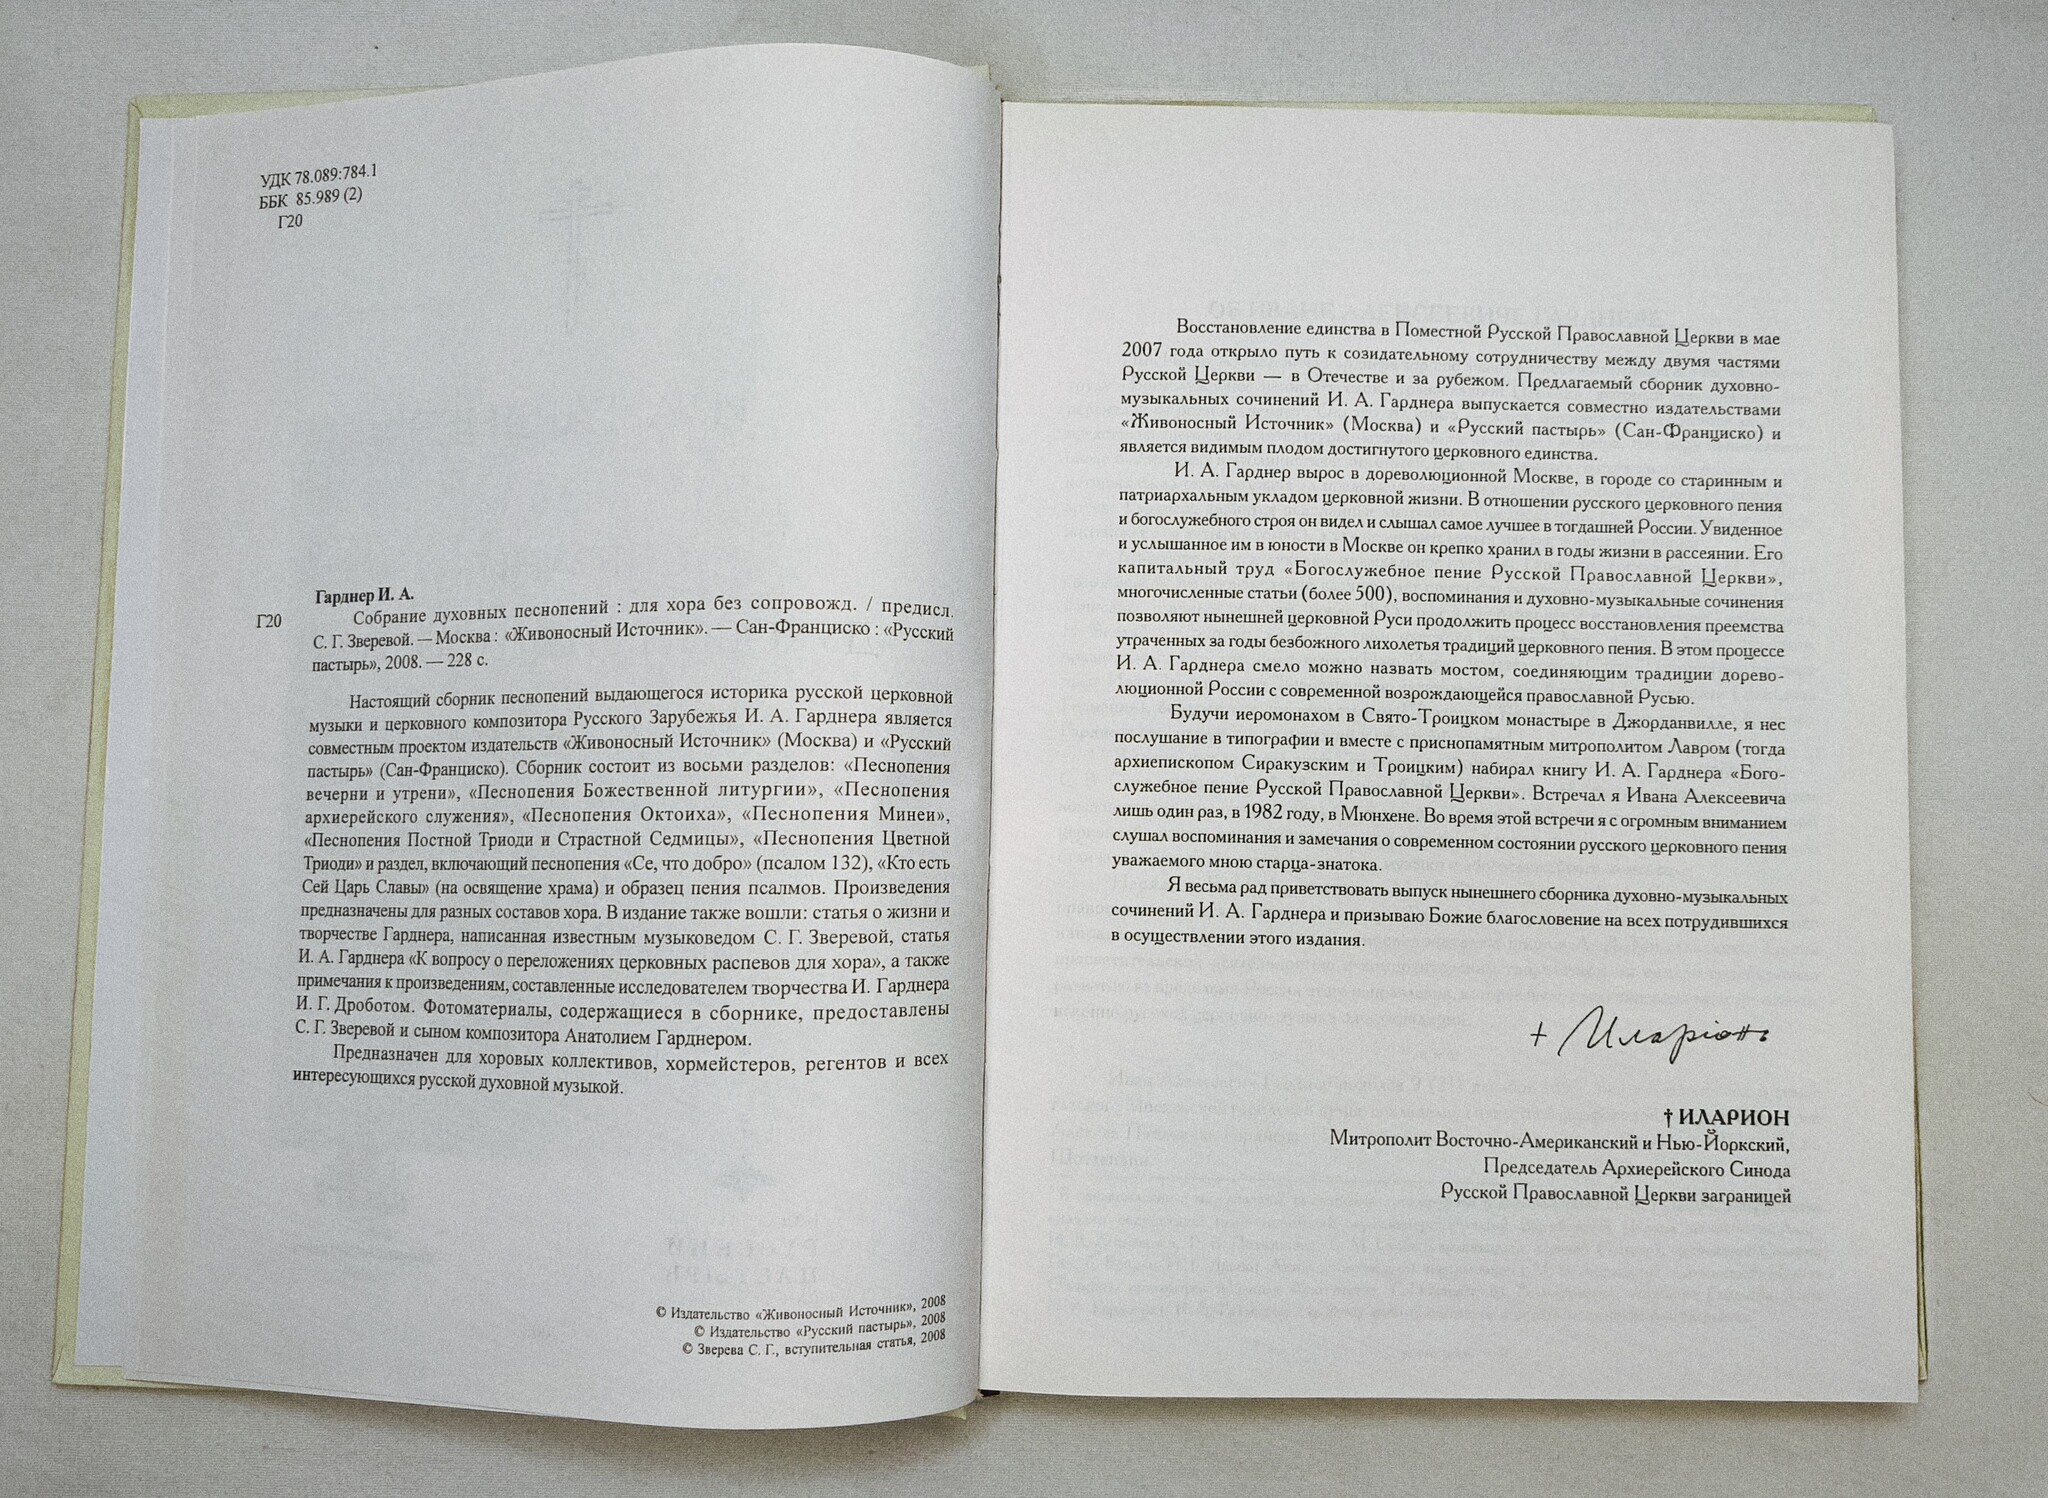 УДК 78.089:784.1
ББК 85.989 (2)
Г20
Гарднер И. А.
Г20
Собрание духовных песнопений : для хора без сопровожд. / предисл.
С. Г. Зверевой. — Москва : «Живоносный Источник». — Сан-Франциско : «Русский
пастырь», 2008. — 228 с.
Настоящий сборник песнопений выдающегося историка русской церковной
музыки и церковного композитора Русского Зарубежья И. А. Гарднера является
совместным проектом издательств «Живоносный Источник» (Москва) и «Русский
пастырь» (Сан-Франциско). Сборник состоит из восьми разделов: «Песнопения
вечерни и утрени», «Песнопения Божественной литургии», «Песнопения
архиерейского служения», «Песнопения Октоиха», «Песнопения Минеи»,
«Песнопения Постной Триоди и Страстной Седмицы», «Песнопения Цветной
Триоди» и раздел, включающий песнопения «Се, что добро» (псалом 132), «Кто есть
Сей Царь Славы» (на освящение храма) и образец пения псалмов. Произведения
предназначены для разных составов хора. В издание также вошли: статья о жизни и
творчестве Гарднера, написанная известным музыковедом С. Г. Зверевой, статья
И. А. Гарднера «К вопросу о переложениях церковных распевов для хора», а также
примечания к произведениям, составленные исследователем творчества И. Гарднера
И. Г. Дроботом. Фотоматериалы, содержащиеся в сборнике, предоставлены
С. Г. Зверевой и сыном композитора Анатолием Гарднером.
Предназначен для хоровых коллективов, хормейстеров, регентов и всех
интересующихся русской духовной музыкой.
© Издательство «Живоносный Источник», 2008
© Издательство «Русский пастырь», 2008
© Зверева С. Г., вступительная статья, 2008
Восстановление единства в Поместной Русской Православной Церкви в мае
2007 года открыло путь к созидательному сотрудничеству между двумя частями
Русской Церкви — в Отечестве и за рубежом. Предлагаемый сборник духовно-
музыкальных сочинений И. А. Гарднера выпускается совместно издательствами
«Живоносный Источник» (Москва) и «Русский пастырь» (Сан-Франциско) и
является видимым плодом достигнутого церковного единства.
И. А. Гарднер вырос в дореволюционной Москве, в городе со старинным и
патриархальным укладом церковной жизни. В отношении русского церковного пения
и богослужебного строя он видел и слышал самое лучшее в тогдашней России. Увиденное
и услышанное им в юности в Москве он крепко хранил в годы жизни в рассеянии. Его
капитальный труд «Богослужебное пение Русской Православной Церкви»,
многочисленные статьи (более 500), воспоминания и духовно-музыкальные сочинения
позволяют нынешней церковной Руси продолжить процесс восстановления преемства
утраченных за годы безбожного лихолетья традиций церковного пения. В этом процессе
И. А. Гарднера смело можно назвать мостом, соединяющим традиции дорево-
люционной России с современной возрождающейся православной Русью.
Будучи иеромонахом в Свято-Троицком монастыре в Джорданвилле, я нес
послушание в типографии и вместе с приснопамятным митрополитом Лавром (тогда
архиепископом Сиракузским и Троицким) набирал книгу И. А. Гарднера «Бого-
служебное пение Русской Православной Церкви». Встречал я Ивана Алексеевича
лишь один раз, в 1982 году, в Мюнхене. Во время этой встречи я с огромным вниманием
слушал воспоминания и замечания о современном состоянии русского церковного пения
уважаемого мною старца-знатока.
Я весьма рад приветствовать выпуск нынешнего сборника духовно-музыкальных
сочинений И. А. Гарднера и призываю Божие благословение на всех потрудившихся
в осуществлении этого издания.
+ Иларіонъ
† ИЛАРИОН
Митрополит Восточно-Американский и Нью-Йоркский,
Председатель Архиерейского Синода
Русской Православной Церкви заграницей